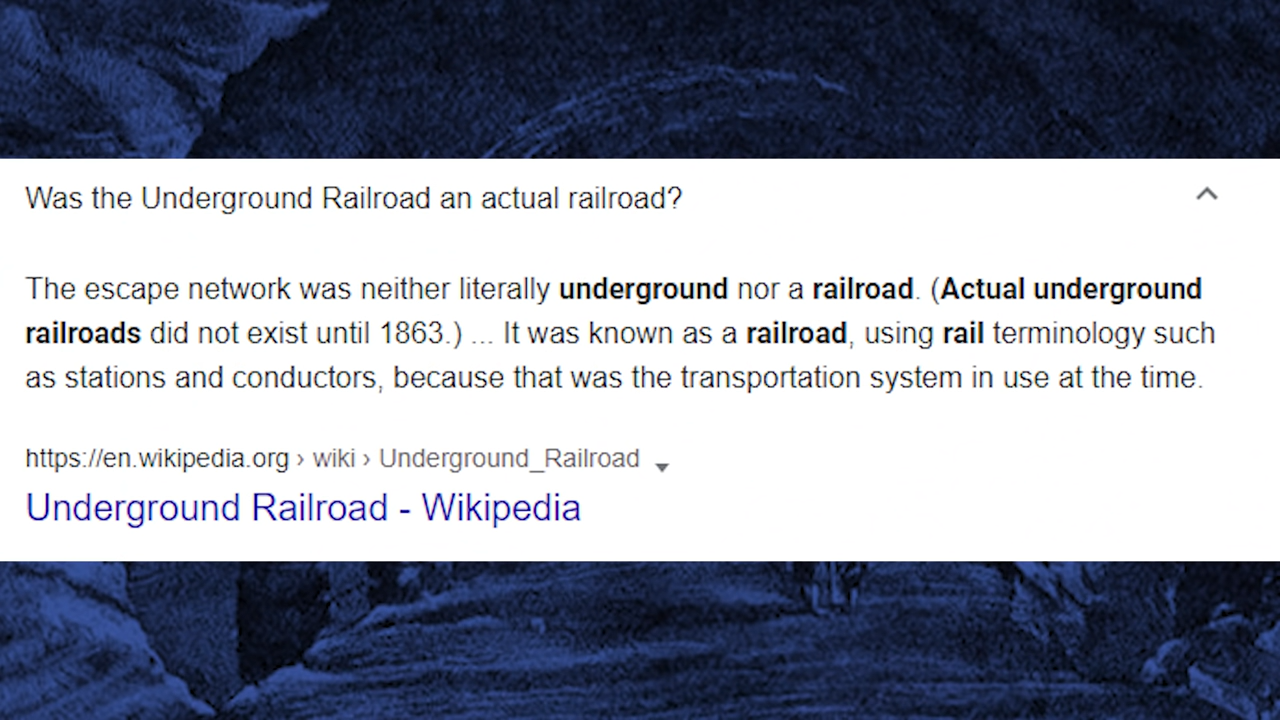 Was the Underground Railroad an actual railroad?
The escape network was neither literally underground nor a railroad. (Actual underground
railroads did not exist until 1863.) ... It was known as a railroad, using rail terminology such
as stations and conductors, because that was the transportation system in use at the time.
https://en.wikipedia.org › wiki › Underground_Railroad
Underground Railroad - Wikipedia